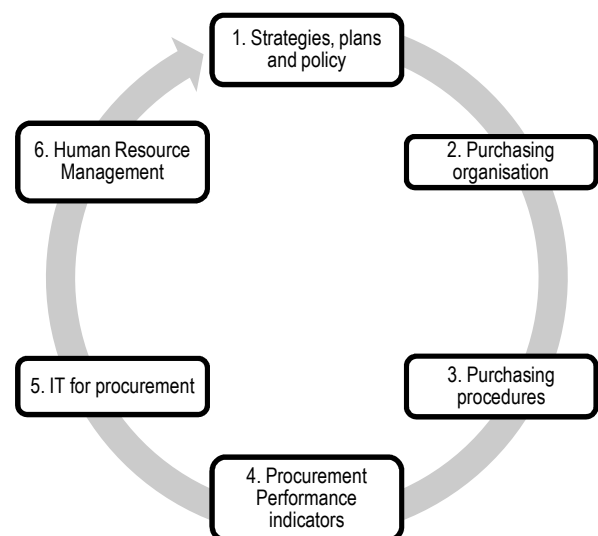 1. Strategies, plans
and policy
2. Purchasing
organisation
3. Purchasing
procedures
4. Procurement
Performance
indicators
5. IT for procurement
6. Human Resource
Management